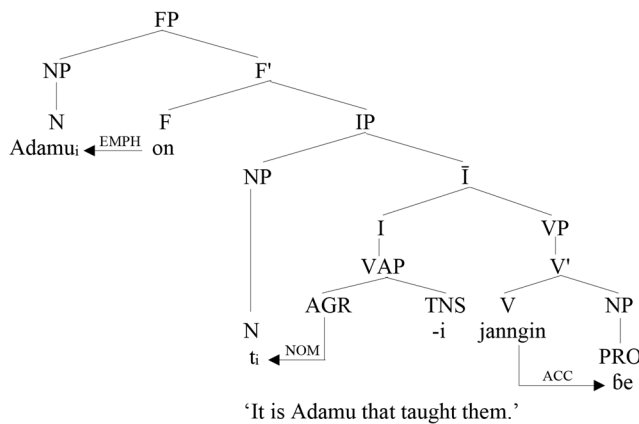 FP
NP F'
N F IP
Adamuᵢ EMPH on
NP Ī
I VP
VAP V'
AGR TNS V NP
N -i janngin
tᵢ NOM PRO
ACC ɓe
‘It is Adamu that taught them.’